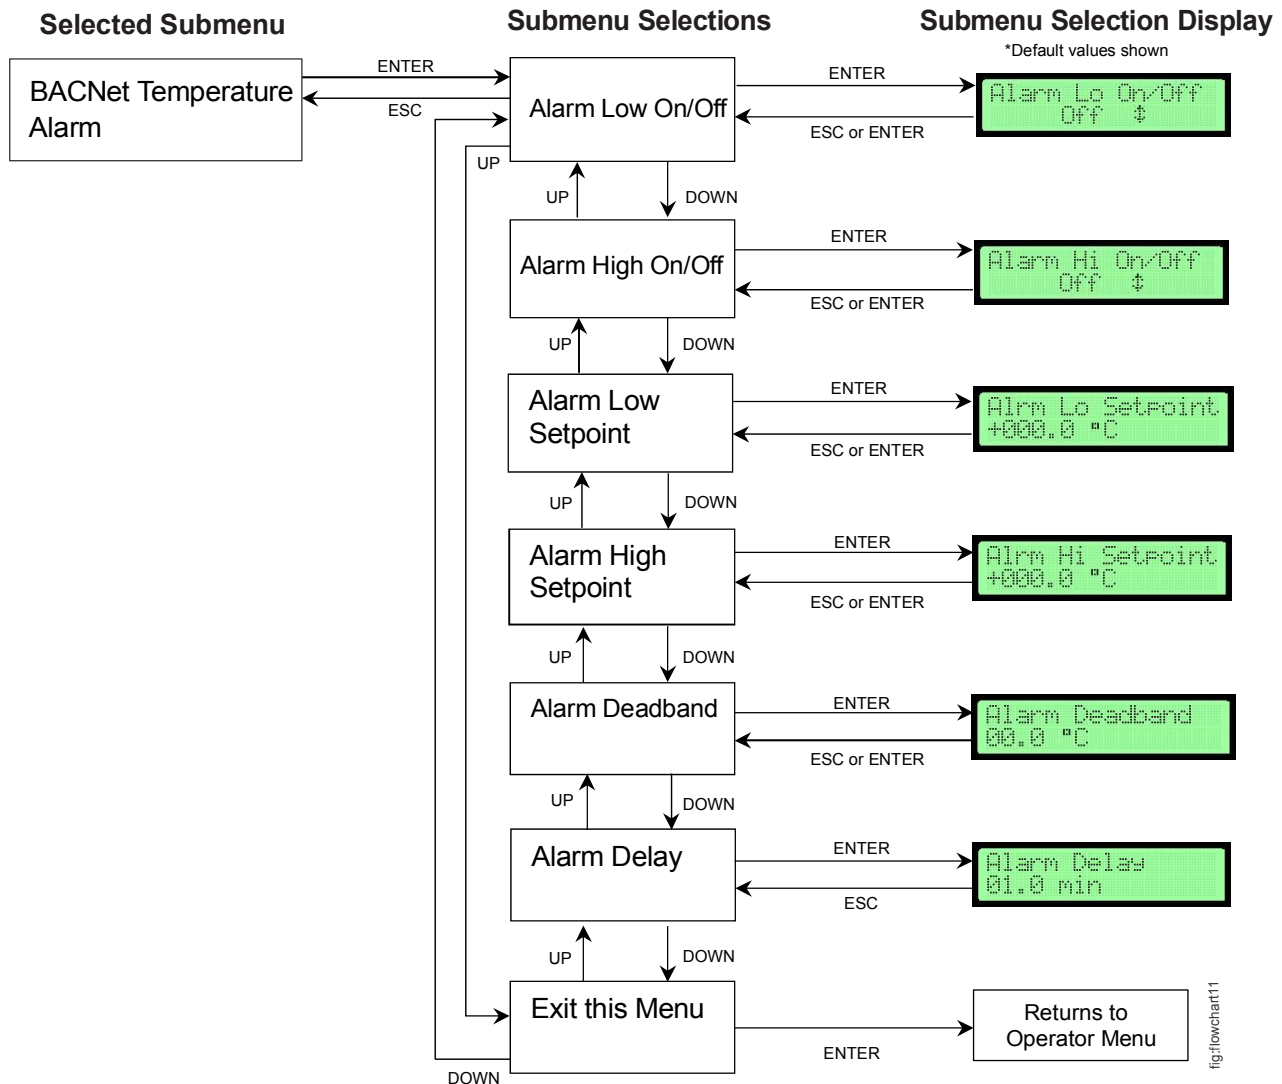 Selected Submenu
Submenu Selections
Submenu Selection Display
*Default values shown
BACNet Temperature
Alarm
ENTER
ESC
Alarm Low On/Off
ENTER
ESC or ENTER
Alarm Lo On/Off
Off ↕
UP
UP
DOWN
Alarm High On/Off
ENTER
ESC or ENTER
Alarm Hi On/Off
Off ↕
UP
DOWN
Alarm Low
Setpoint
ENTER
ESC or ENTER
Alrm Lo Setpoint
+000.0 °C
UP
DOWN
Alarm High
Setpoint
ENTER
ESC or ENTER
Alrm Hi Setpoint
+000.0 °C
UP
DOWN
Alarm Deadband
ENTER
ESC or ENTER
Alarm Deadband
00.0 °C
UP
DOWN
Alarm Delay
ENTER
ESC
Alarm Delay
01.0 min
UP
DOWN
Exit this Menu
ENTER
Returns to
Operator Menu
DOWN
fig:flowchart11